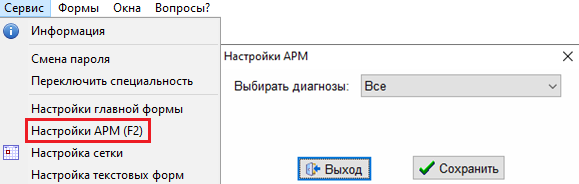 Сервис Формы Окна Вопросы?
Информация
Смена пароля
Переключить специальность
Настройки главной формы
Настройки АРМ (F2)
Настройка сетки
Настройка текстовых форм
Настройки АРМ
Выбирать диагнозы: Все
Выход Сохранить